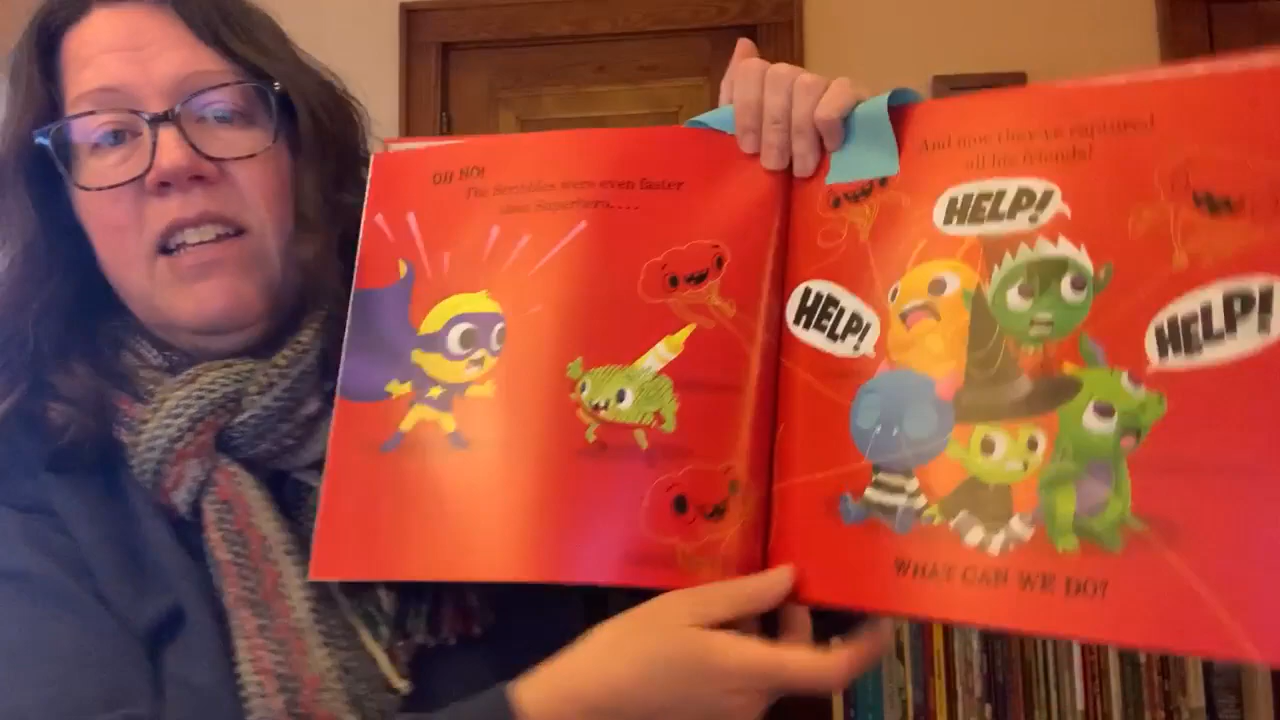 OH NO!
The Scribbles were even faster
than Superhero....
And now they've captured
all his friends!
HELP!
HELP!
HELP!
WHAT CAN WE DO?